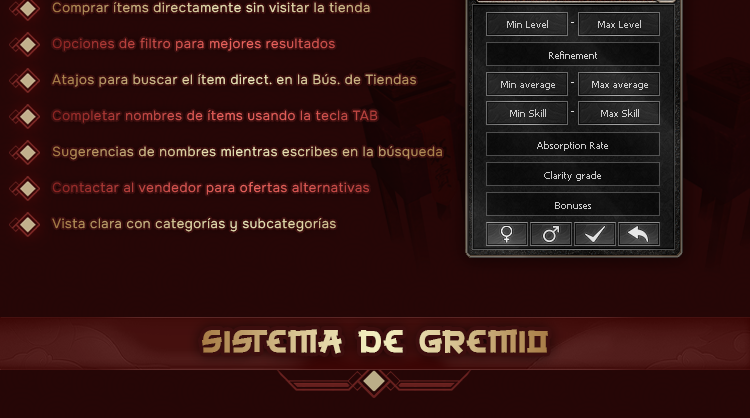 Comprar ítems directamente sin visitar la tienda
Opciones de filtro para mejores resultados
Atajos para buscar el ítem direct. en la Bús. de Tiendas
Completar nombres de ítems usando la tecla TAB
Sugerencias de nombres mientras escribes en la búsqueda
Contactar al vendedor para ofertas alternativas
Vista clara con categorías y subcategorías
Min Level - Max Level
Refinement
Min average - Max average
Min Skill - Max Skill
Absorption Rate
Clarity grade
Bonuses
SISTEMA DE GREMIO